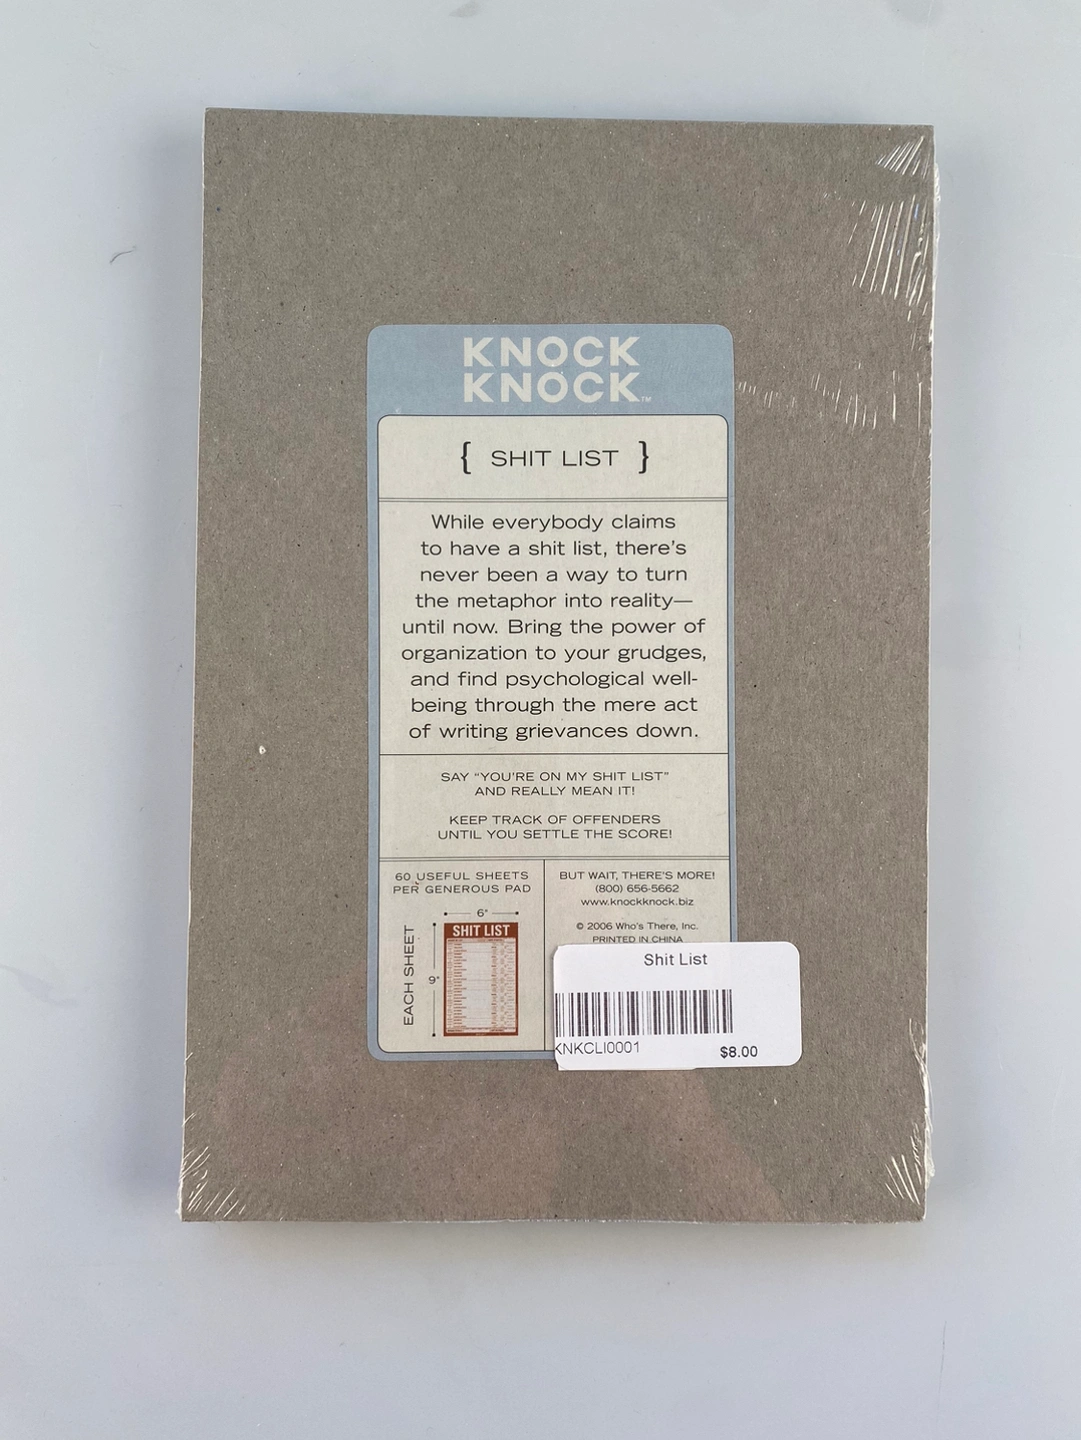 KNOCK
KNOCK™
{ SHIT LIST }
While everybody claims
to have a shit list, there's
never been a way to turn
the metaphor into reality—
until now. Bring the power of
organization to your grudges,
and find psychological well-
being through the mere act
of writing grievances down.
SAY "YOU'RE ON MY SHIT LIST"
AND REALLY MEAN IT!
KEEP TRACK OF OFFENDERS
UNTIL YOU SETTLE THE SCORE!
60 USEFUL SHEETS
PER GENEROUS PAD
6"
EACH SHEET
9"
SHIT LIST
BUT WAIT, THERE'S MORE!
(800) 656-5662
www.knockknock.biz
© 2006 Who's There, Inc.
PRINTED IN CHINA
Shit List
KNKCLI0001
$8.00